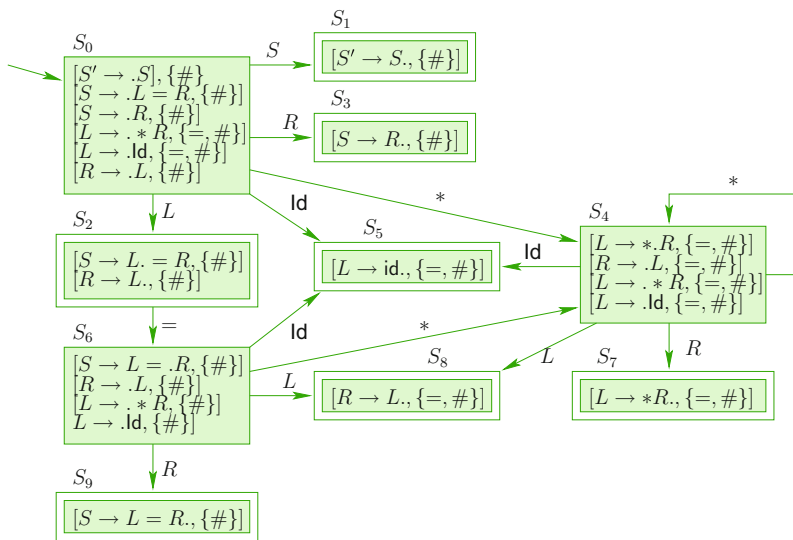 S₀
[S′ → .S], {#}
[S → .L = R, {#}]
[S → .R, {#}]
[L → . ∗ R, {=, #}]
[L → .Id, {=, #}]
[R → .L, {#}]
S
S₁
[S′ → S., {#}]
R
S₃
[S → R., {#}]
L
Id
∗
∗
S₂
[S → L. = R, {#}]
[R → L., {#}]
S₅
[L → id., {=, #}]
Id
S₄
[L → ∗.R, {=, #}]
[R → .L, {=, #}]
[L → . ∗ R, {=, #}]
[L → .Id, {=, #}]
=
Id
∗
S₆
[S → L = .R, {#}]
[R → .L, {#}]
[L → . ∗ R, {#}]
L → .Id, {#}]
L
S₈
[R → L., {=, #}]
L
R
S₇
[L → ∗R., {=, #}]
R
S₉
[S → L = R., {#}]